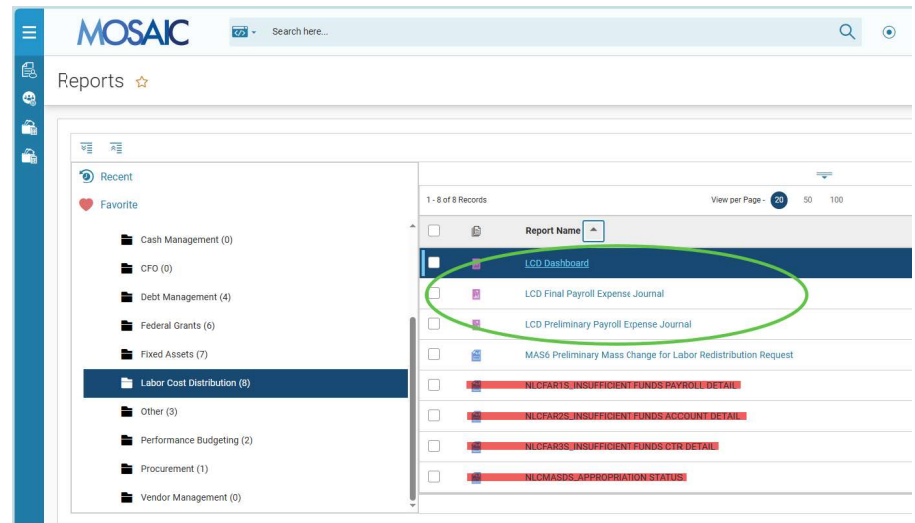 MOSAIC
Search here...
Reports
Recent
Favorite
Cash Management (0)
CFO (0)
Debt Management (4)
Federal Grants (6)
Fixed Assets (7)
Labor Cost Distribution (8)
Other (3)
Performance Budgeting (2)
Procurement (1)
Vendor Management (0)
1 - 8 of 8 Records
View per Page - 20 50 100
Report Name
LCD Dashboard
LCD Final Payroll Expense Journal
LCD Preliminary Payroll Expense Journal
MAS6 Preliminary Mass Change for Labor Redistribution Request
NLCFAR1S_INSUFFICIENT FUNDS PAYROLL DETAIL
NLCFAR2S_INSUFFICIENT FUNDS ACCOUNT DETAIL
NLCFAR3S_INSUFFICIENT FUNDS CTR DETAIL
NLCMASDS_APPROPRIATION STATUS